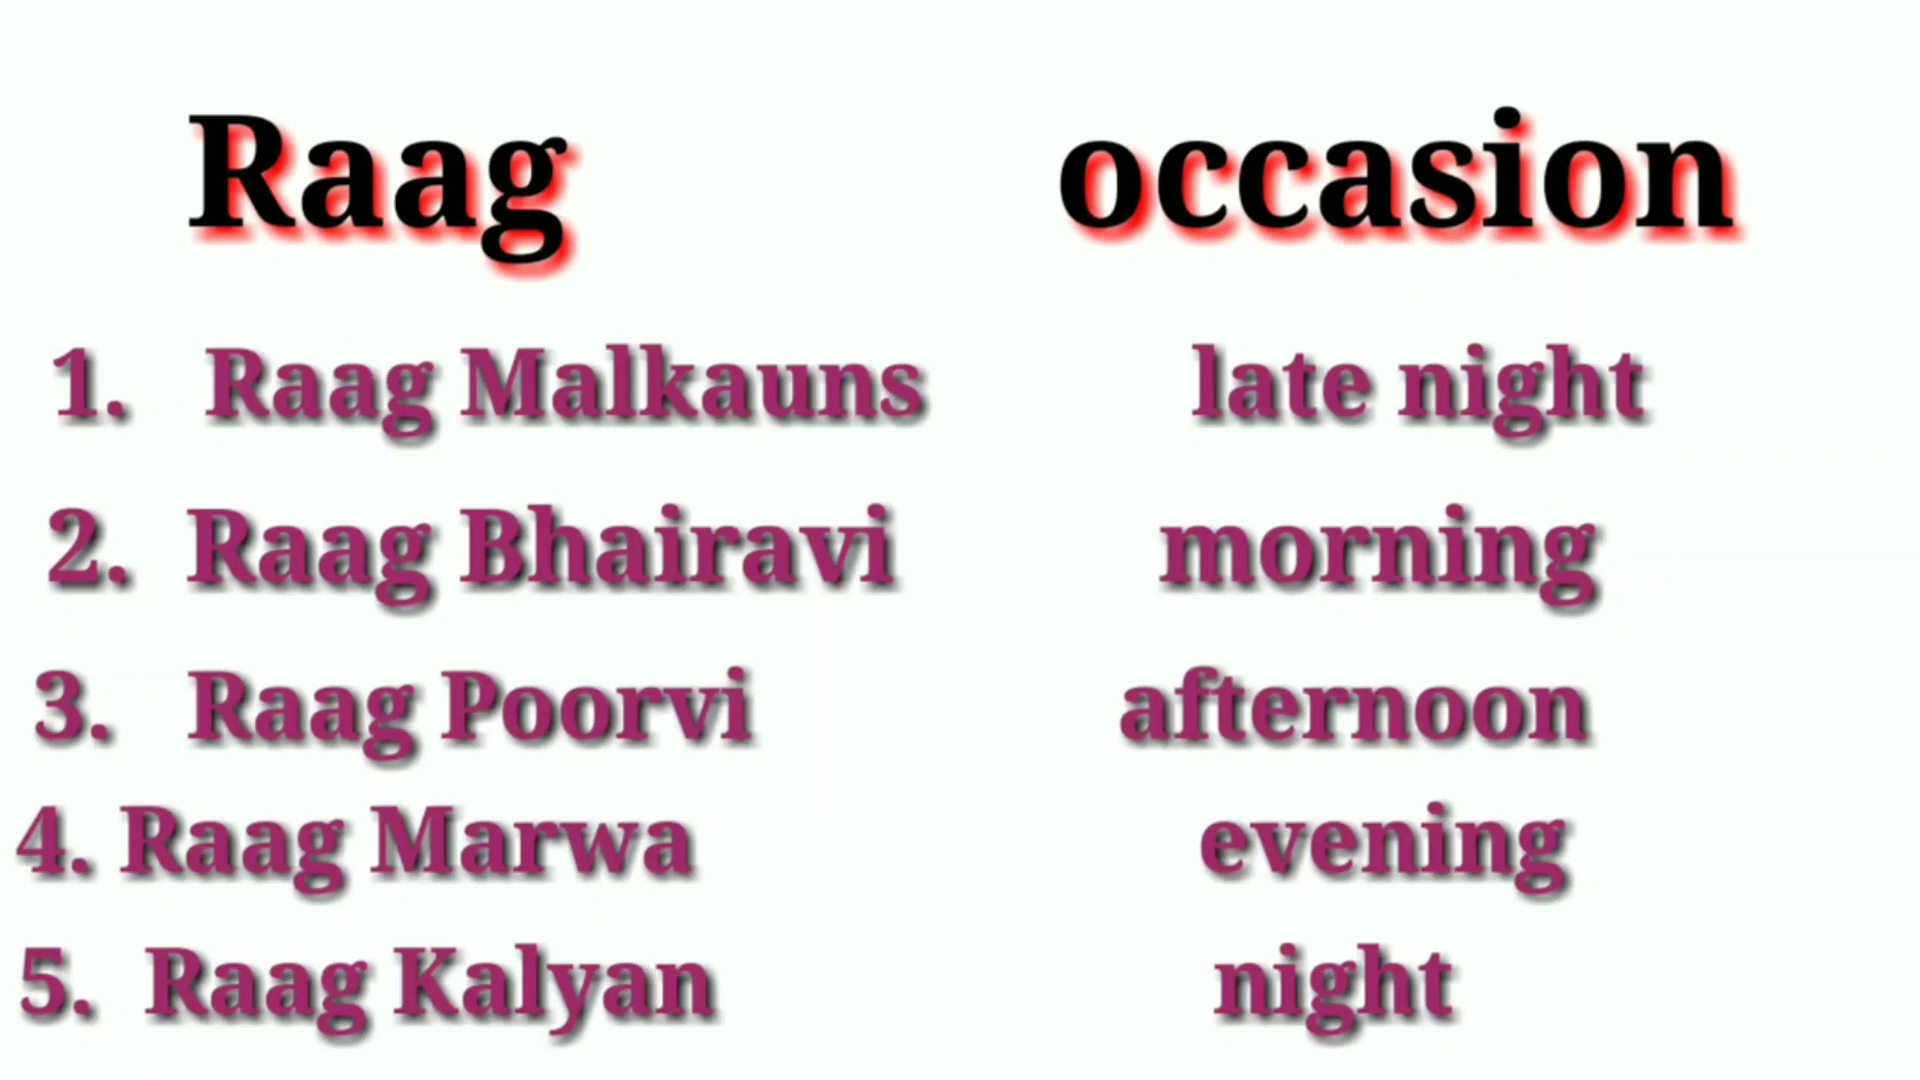 Raag occasion
1. Raag Malkauns late night
2. Raag Bhairavi morning
3. Raag Poorvi afternoon
4. Raag Marwa evening
5. Raag Kalyan night